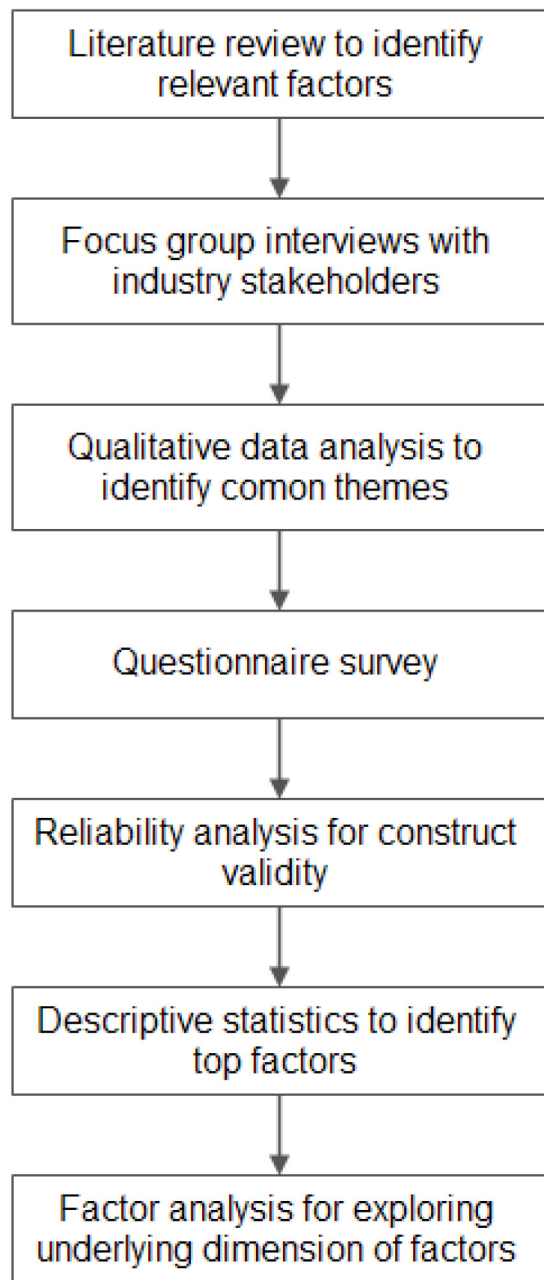 Literature review to identify
relevant factors
Focus group interviews with
industry stakeholders
Qualitative data analysis to
identify comon themes
Questionnaire survey
Reliability analysis for construct
validity
Descriptive statistics to identify
top factors
Factor analysis for exploring
underlying dimension of factors